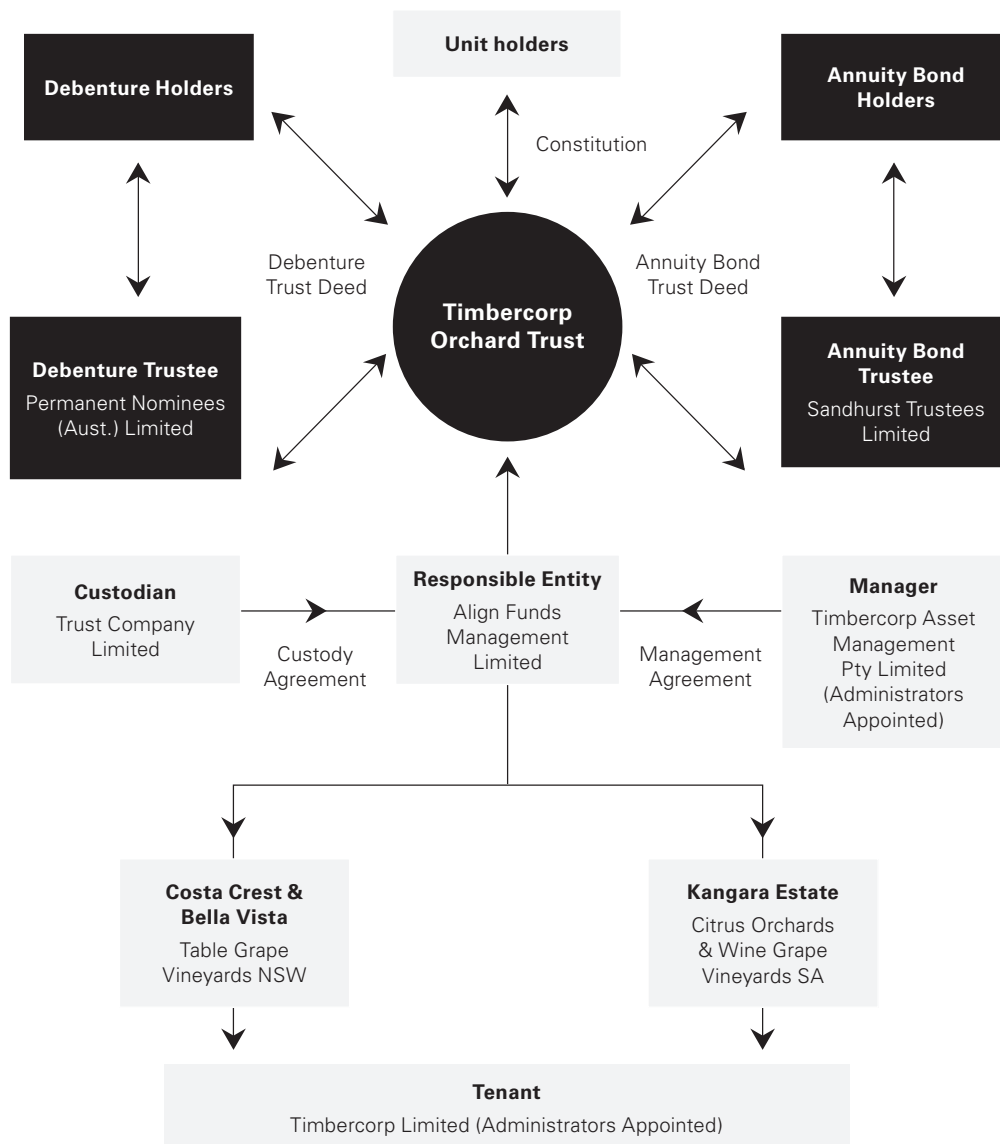 Unit holders
Debenture Holders
Annuity Bond
Holders
Constitution
Debenture
Trust Deed
Annuity Bond
Trust Deed
Timbercorp
Orchard Trust
Debenture Trustee
Permanent Nominees
(Aust.) Limited
Annuity Bond
Trustee
Sandhurst Trustees
Limited
Custodian
Trust Company
Limited
Custody
Agreement
Responsible Entity
Align Funds
Management
Limited
Management
Agreement
Manager
Timbercorp Asset
Management
Pty Limited
(Administrators
Appointed)
Costa Crest &
Bella Vista
Table Grape
Vineyards NSW
Kangara Estate
Citrus Orchards
& Wine Grape
Vineyards SA
Tenant
Timbercorp Limited (Administrators Appointed)